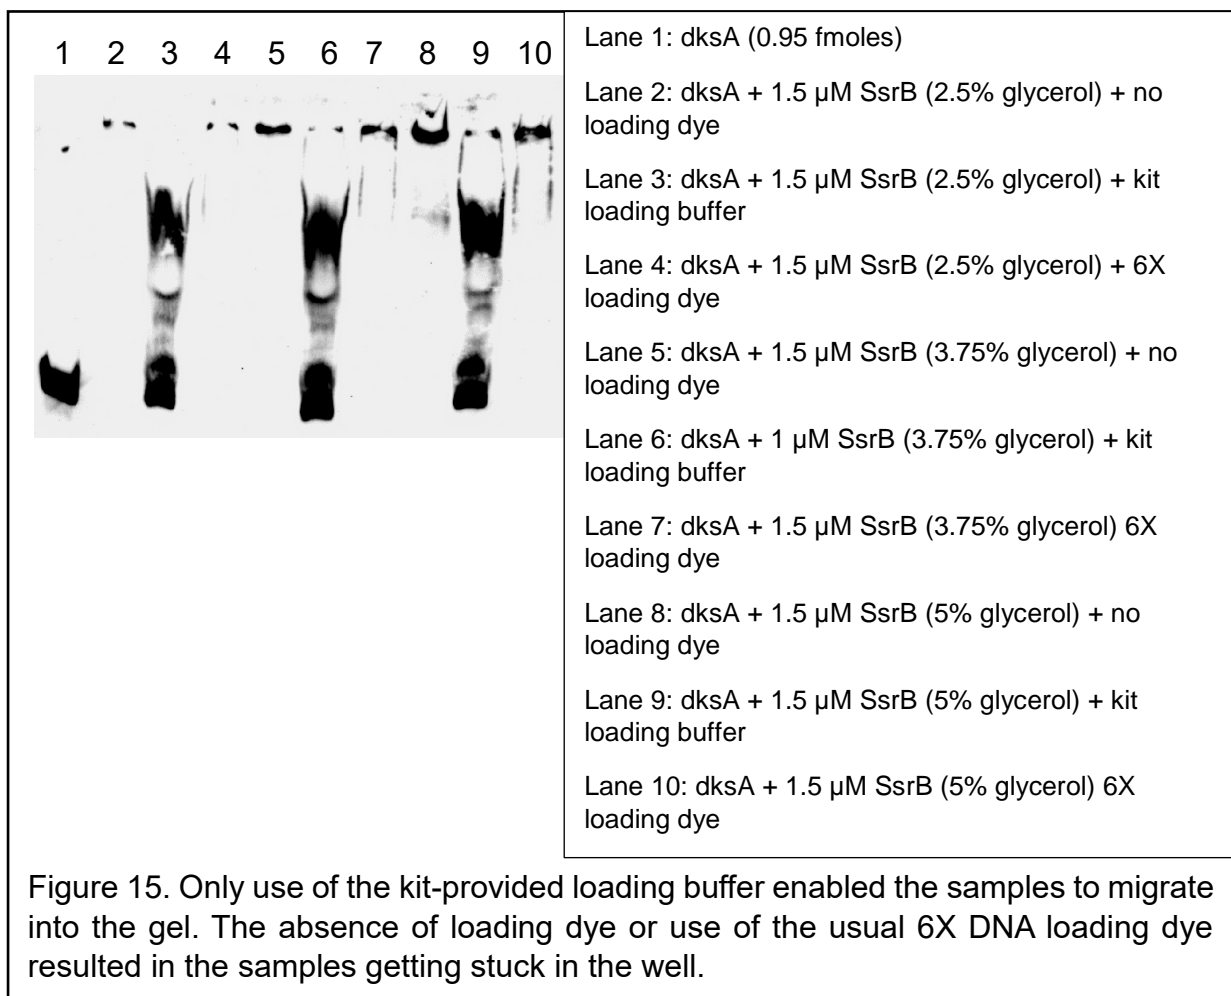 1 2 3 4 5 6 7 8 9 10
Lane 1: dksA (0.95 fmoles)
Lane 2: dksA + 1.5 µM SsrB (2.5% glycerol) + no
loading dye
Lane 3: dksA + 1.5 µM SsrB (2.5% glycerol) + kit
loading buffer
Lane 4: dksA + 1.5 µM SsrB (2.5% glycerol) + 6X
loading dye
Lane 5: dksA + 1.5 µM SsrB (3.75% glycerol) + no
loading dye
Lane 6: dksA + 1 µM SsrB (3.75% glycerol) + kit
loading buffer
Lane 7: dksA + 1.5 µM SsrB (3.75% glycerol) 6X
loading dye
Lane 8: dksA + 1.5 µM SsrB (5% glycerol) + no
loading dye
Lane 9: dksA + 1.5 µM SsrB (5% glycerol) + kit
loading buffer
Lane 10: dksA + 1.5 µM SsrB (5% glycerol) 6X
loading dye
Figure 15. Only use of the kit-provided loading buffer enabled the samples to migrate
into the gel. The absence of loading dye or use of the usual 6X DNA loading dye
resulted in the samples getting stuck in the well.